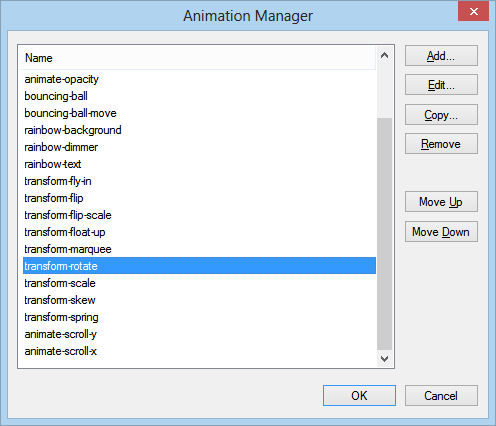 Animation Manager
Name
animate-opacity
bouncing-ball
bouncing-ball-move
rainbow-background
rainbow-dimmer
rainbow-text
transform-fly-in
transform-flip
transform-flip-scale
transform-float-up
transform-marquee
transform-rotate
transform-scale
transform-skew
transform-spring
animate-scroll-y
animate-scroll-x
Add...
Edit...
Copy...
Remove
Move Up
Move Down
OK
Cancel